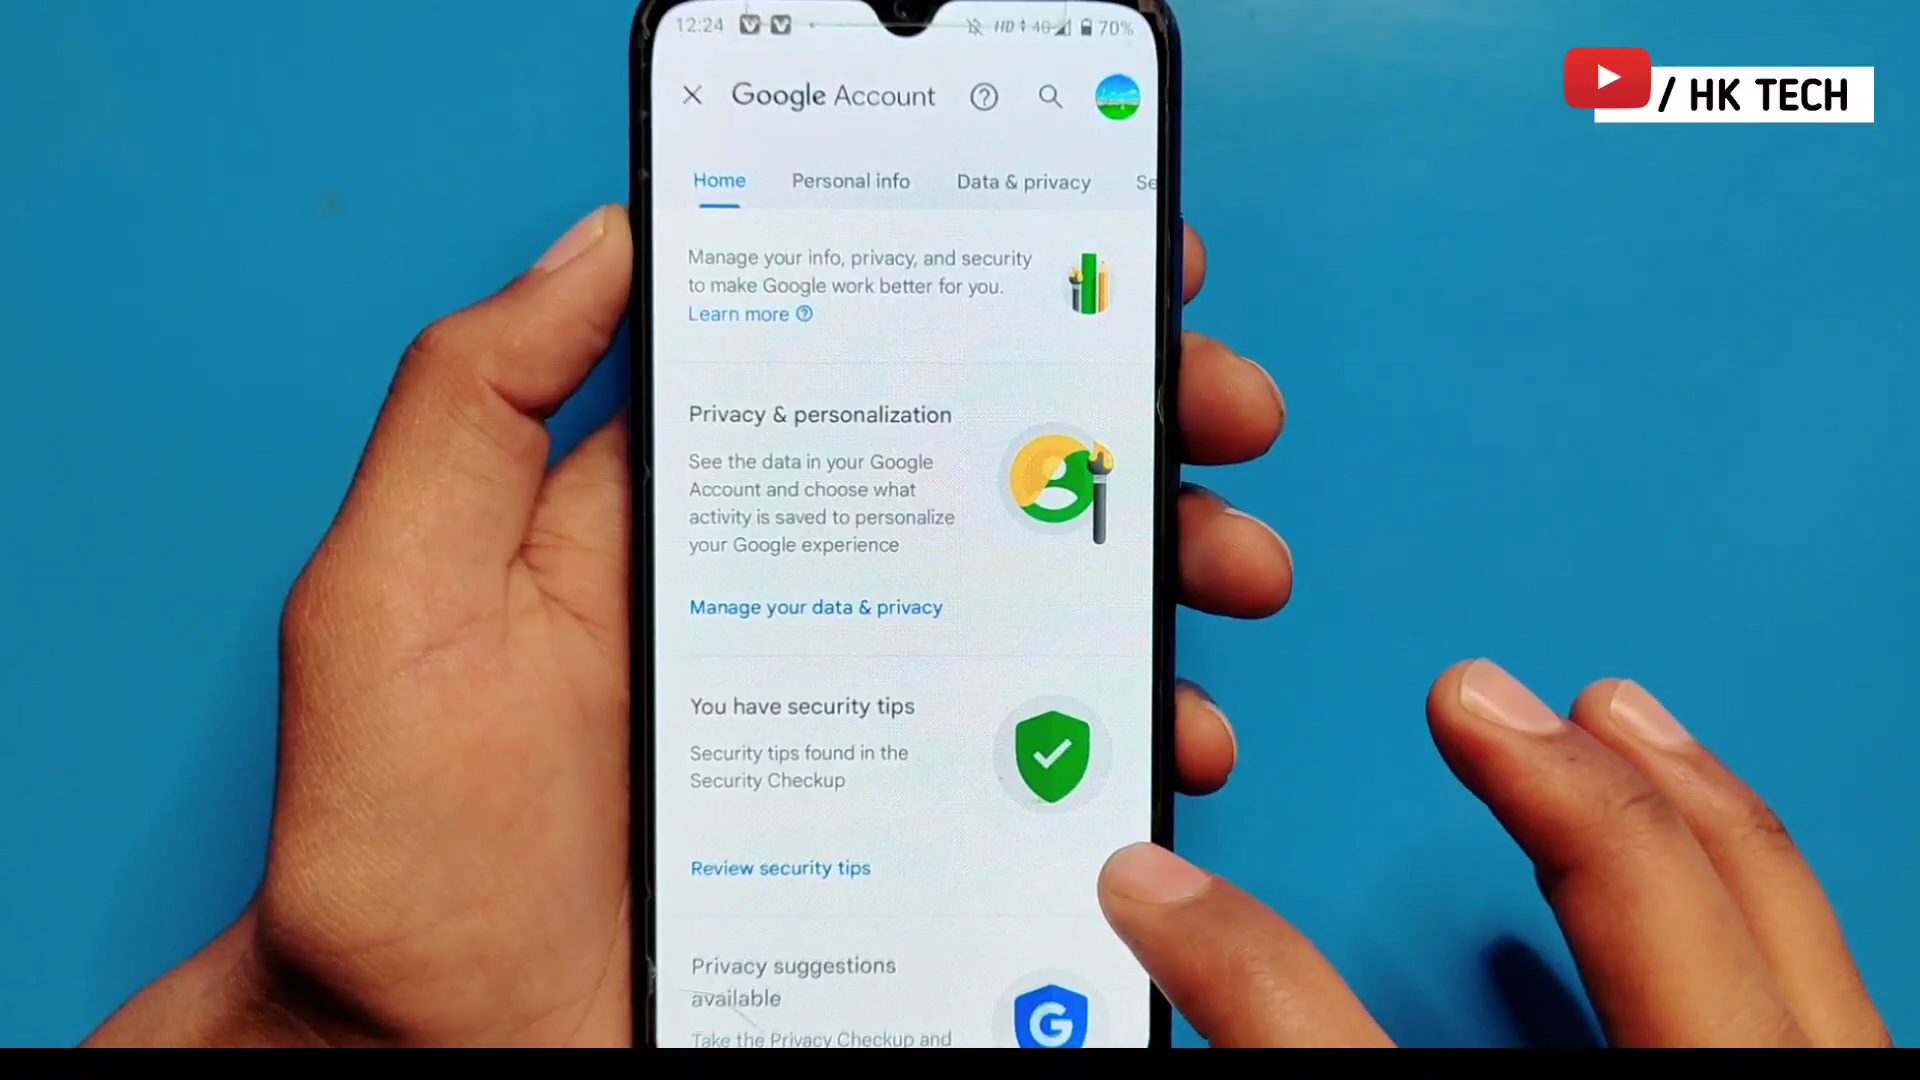 12:24 HD 4G 70%
/ HK TECH
Google Account
Home Personal info Data & privacy Se
Manage your info, privacy, and security
to make Google work better for you.
Learn more
Privacy & personalization
See the data in your Google
Account and choose what
activity is saved to personalize
your Google experience
Manage your data & privacy
You have security tips
Security tips found in the
Security Checkup
Review security tips
Privacy suggestions
available
Take the Privacy Checkup and
G